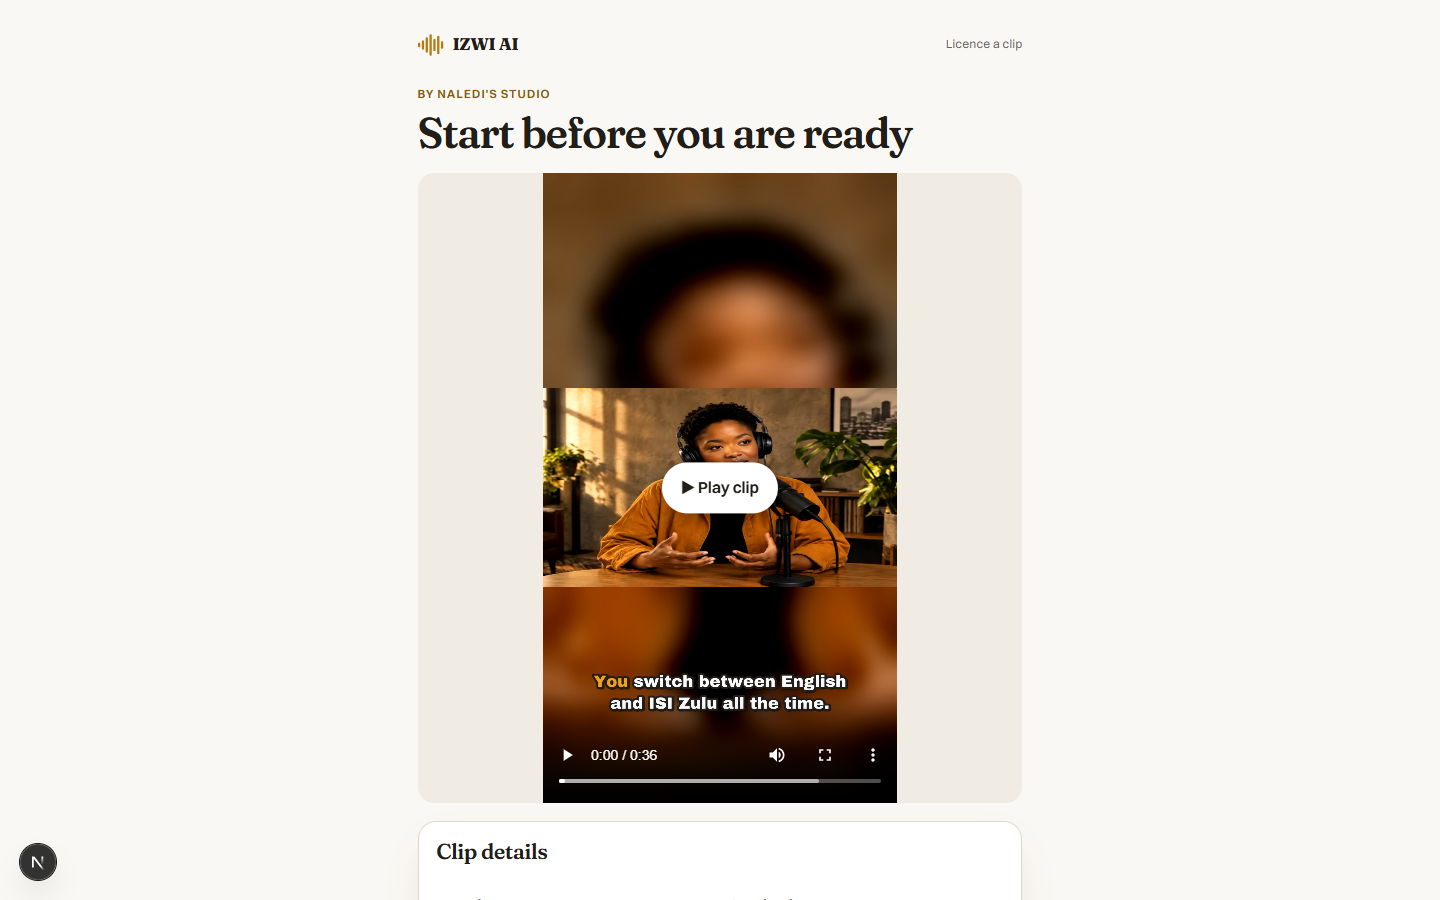 IZWI AI
Licence a clip
BY NALEDI'S STUDIO
Start before you are ready
Play clip
You switch between English
and ISI Zulu all the time.
0:00 / 0:36
Clip details
N